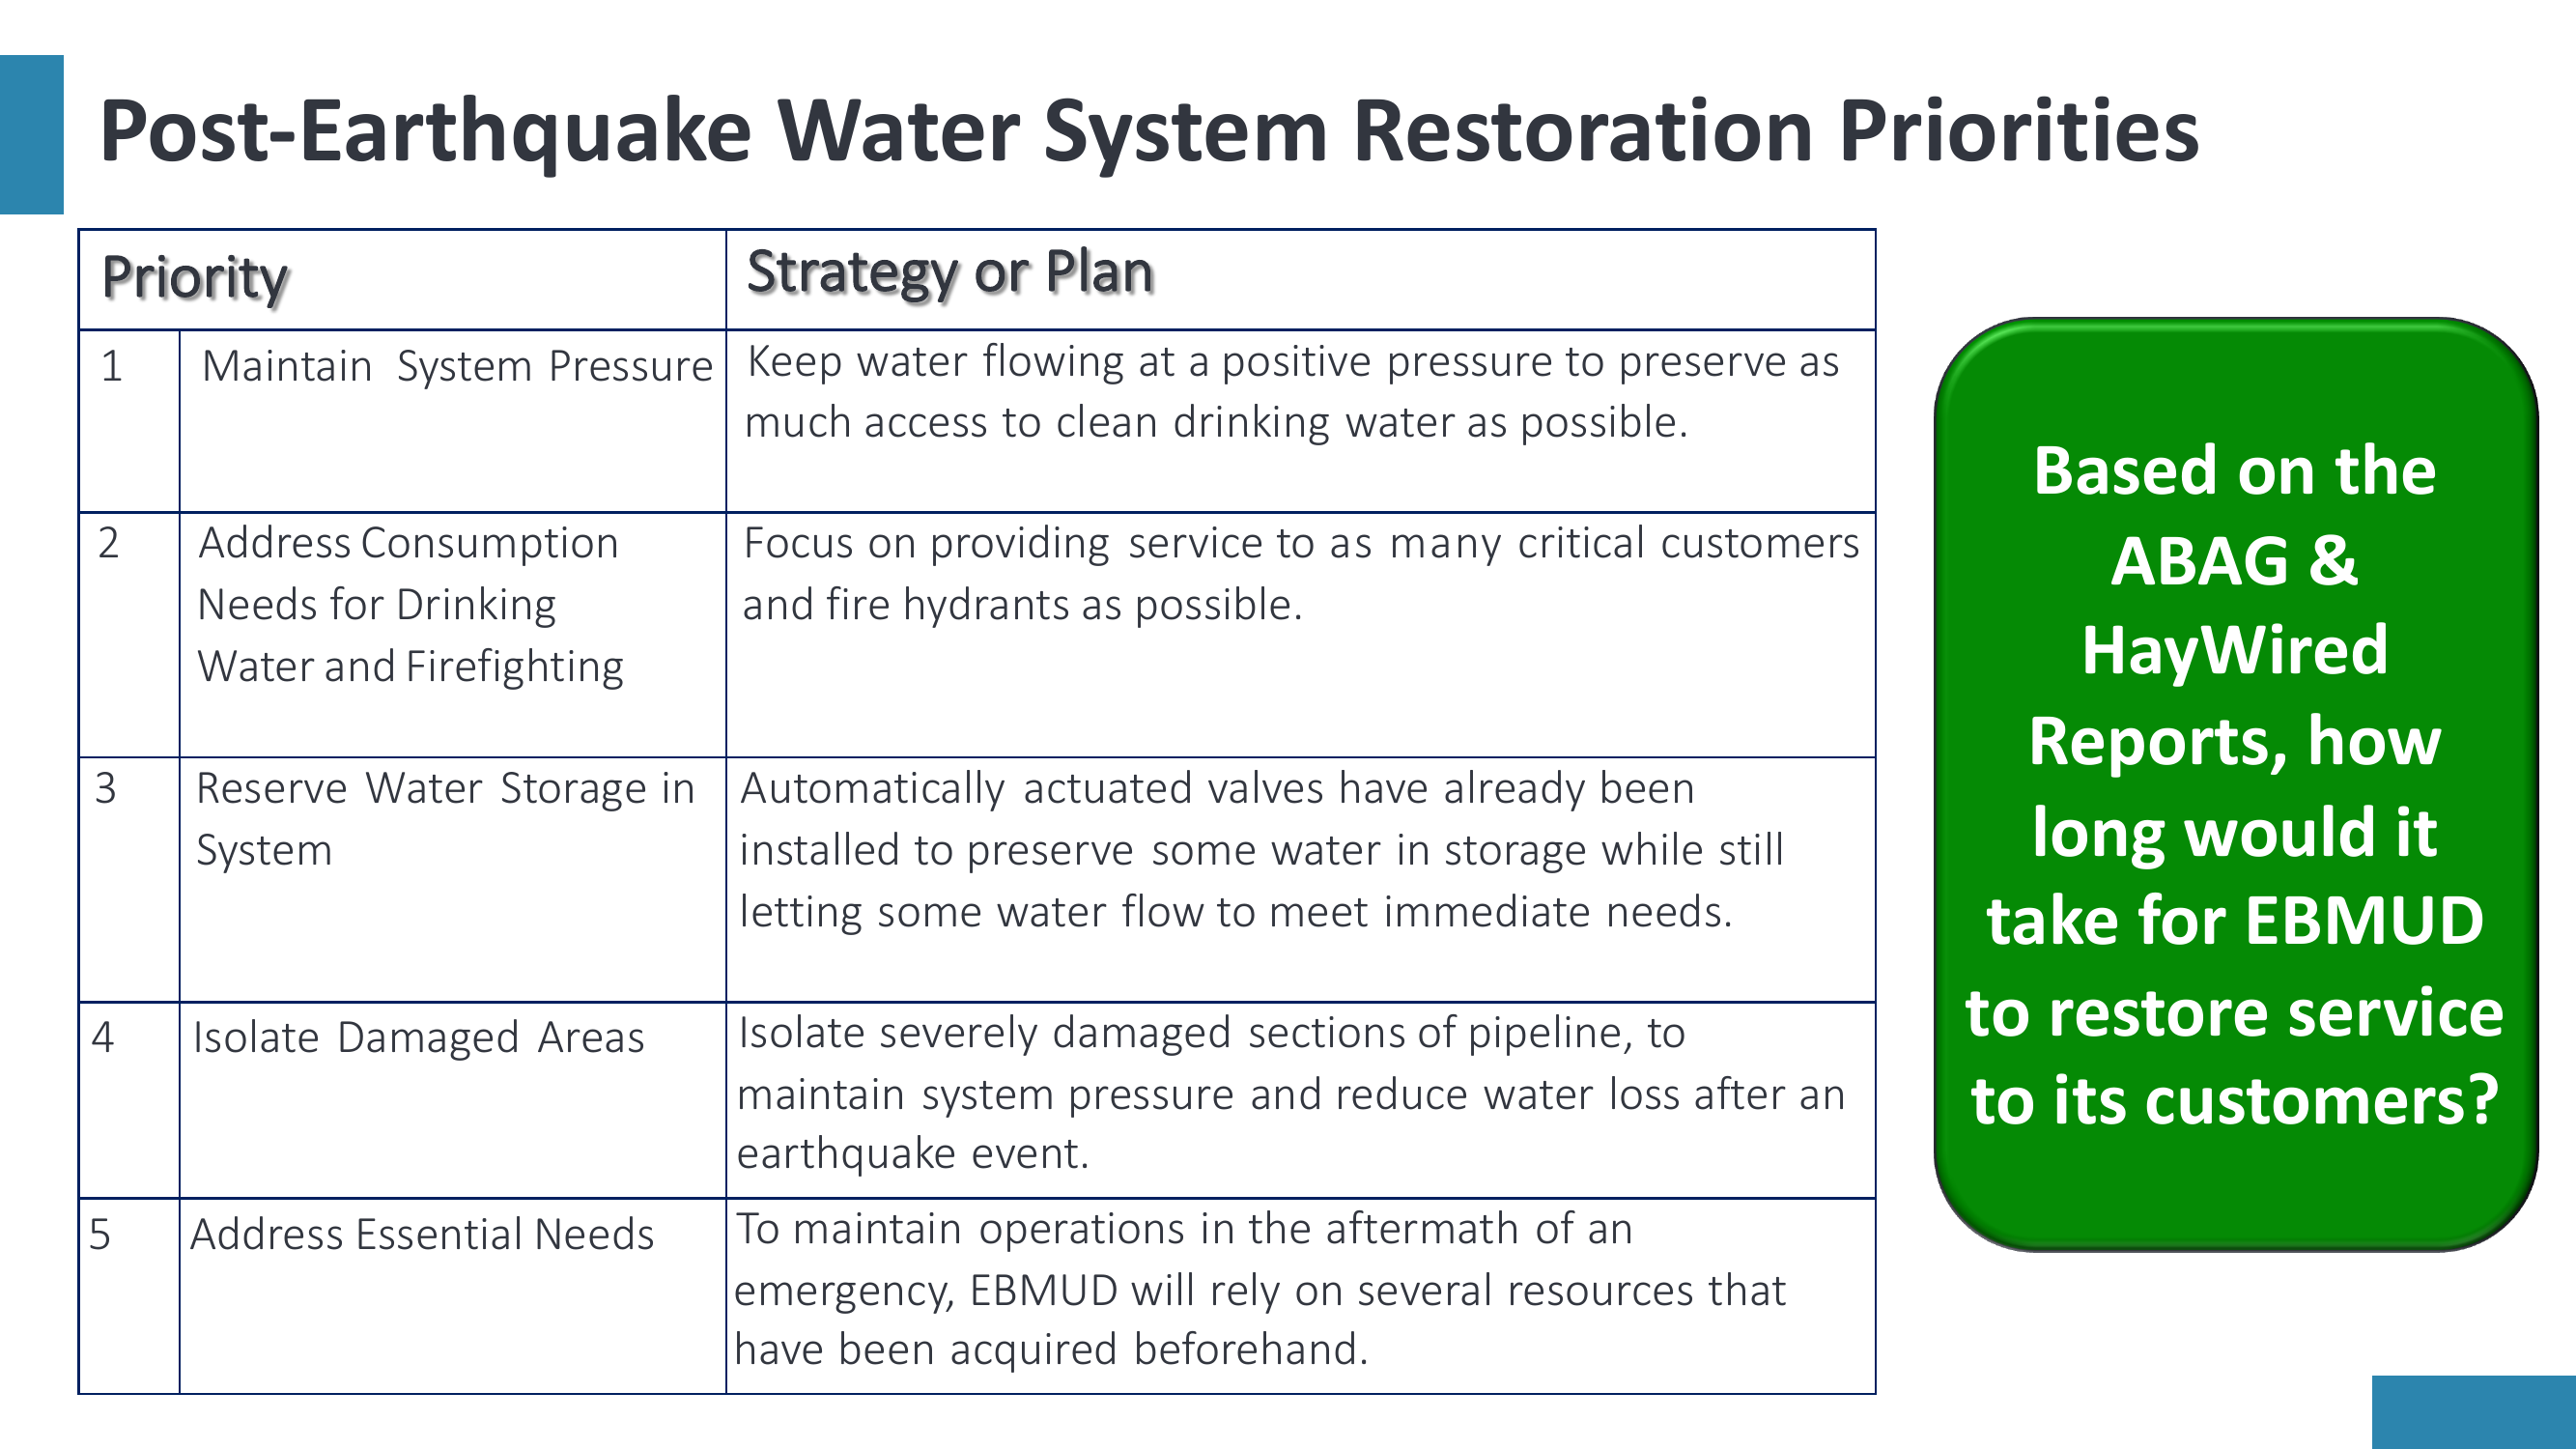 Post-Earthquake Water System Restoration Priorities
Priority
Strategy or Plan
1
Maintain System Pressure
Keep water flowing at a positive pressure to preserve as
much access to clean drinking water as possible.
2
Address Consumption
Needs for Drinking
Water and Firefighting
Focus on providing service to as many critical customers
and fire hydrants as possible.
3
Reserve Water Storage in
System
Automatically actuated valves have already been
installed to preserve some water in storage while still
letting some water flow to meet immediate needs.
4
Isolate Damaged Areas
Isolate severely damaged sections of pipeline, to
maintain system pressure and reduce water loss after an
earthquake event.
5
Address Essential Needs
To maintain operations in the aftermath of an
emergency, EBMUD will rely on several resources that
have been acquired beforehand.
Based on the
ABAG &
HayWired
Reports, how
long would it
take for EBMUD
to restore service
to its customers?